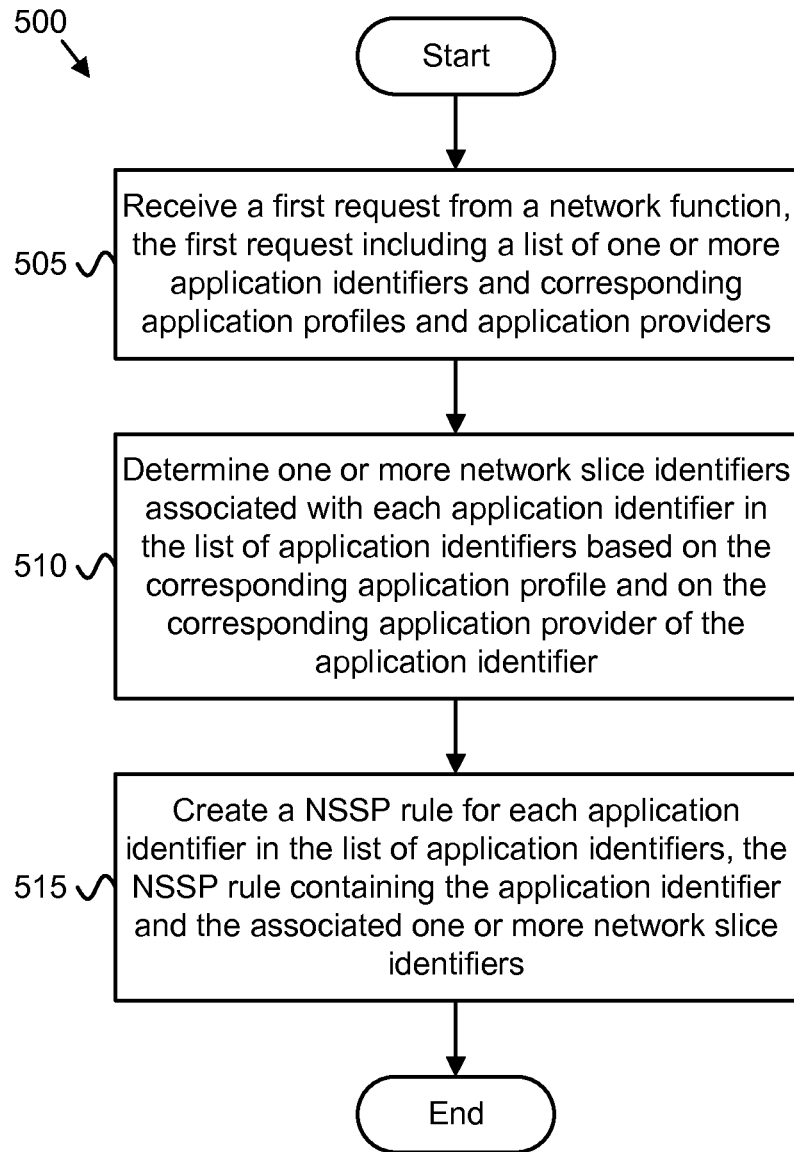 500
Start
505
Receive a first request from a network function,
the first request including a list of one or more
application identifiers and corresponding
application profiles and application providers
510
Determine one or more network slice identifiers
associated with each application identifier in
the list of application identifiers based on the
corresponding application profile and on the
corresponding application provider of the
application identifier
515
Create a NSSP rule for each application
identifier in the list of application identifiers, the
NSSP rule containing the application identifier
and the associated one or more network slice
identifiers
End